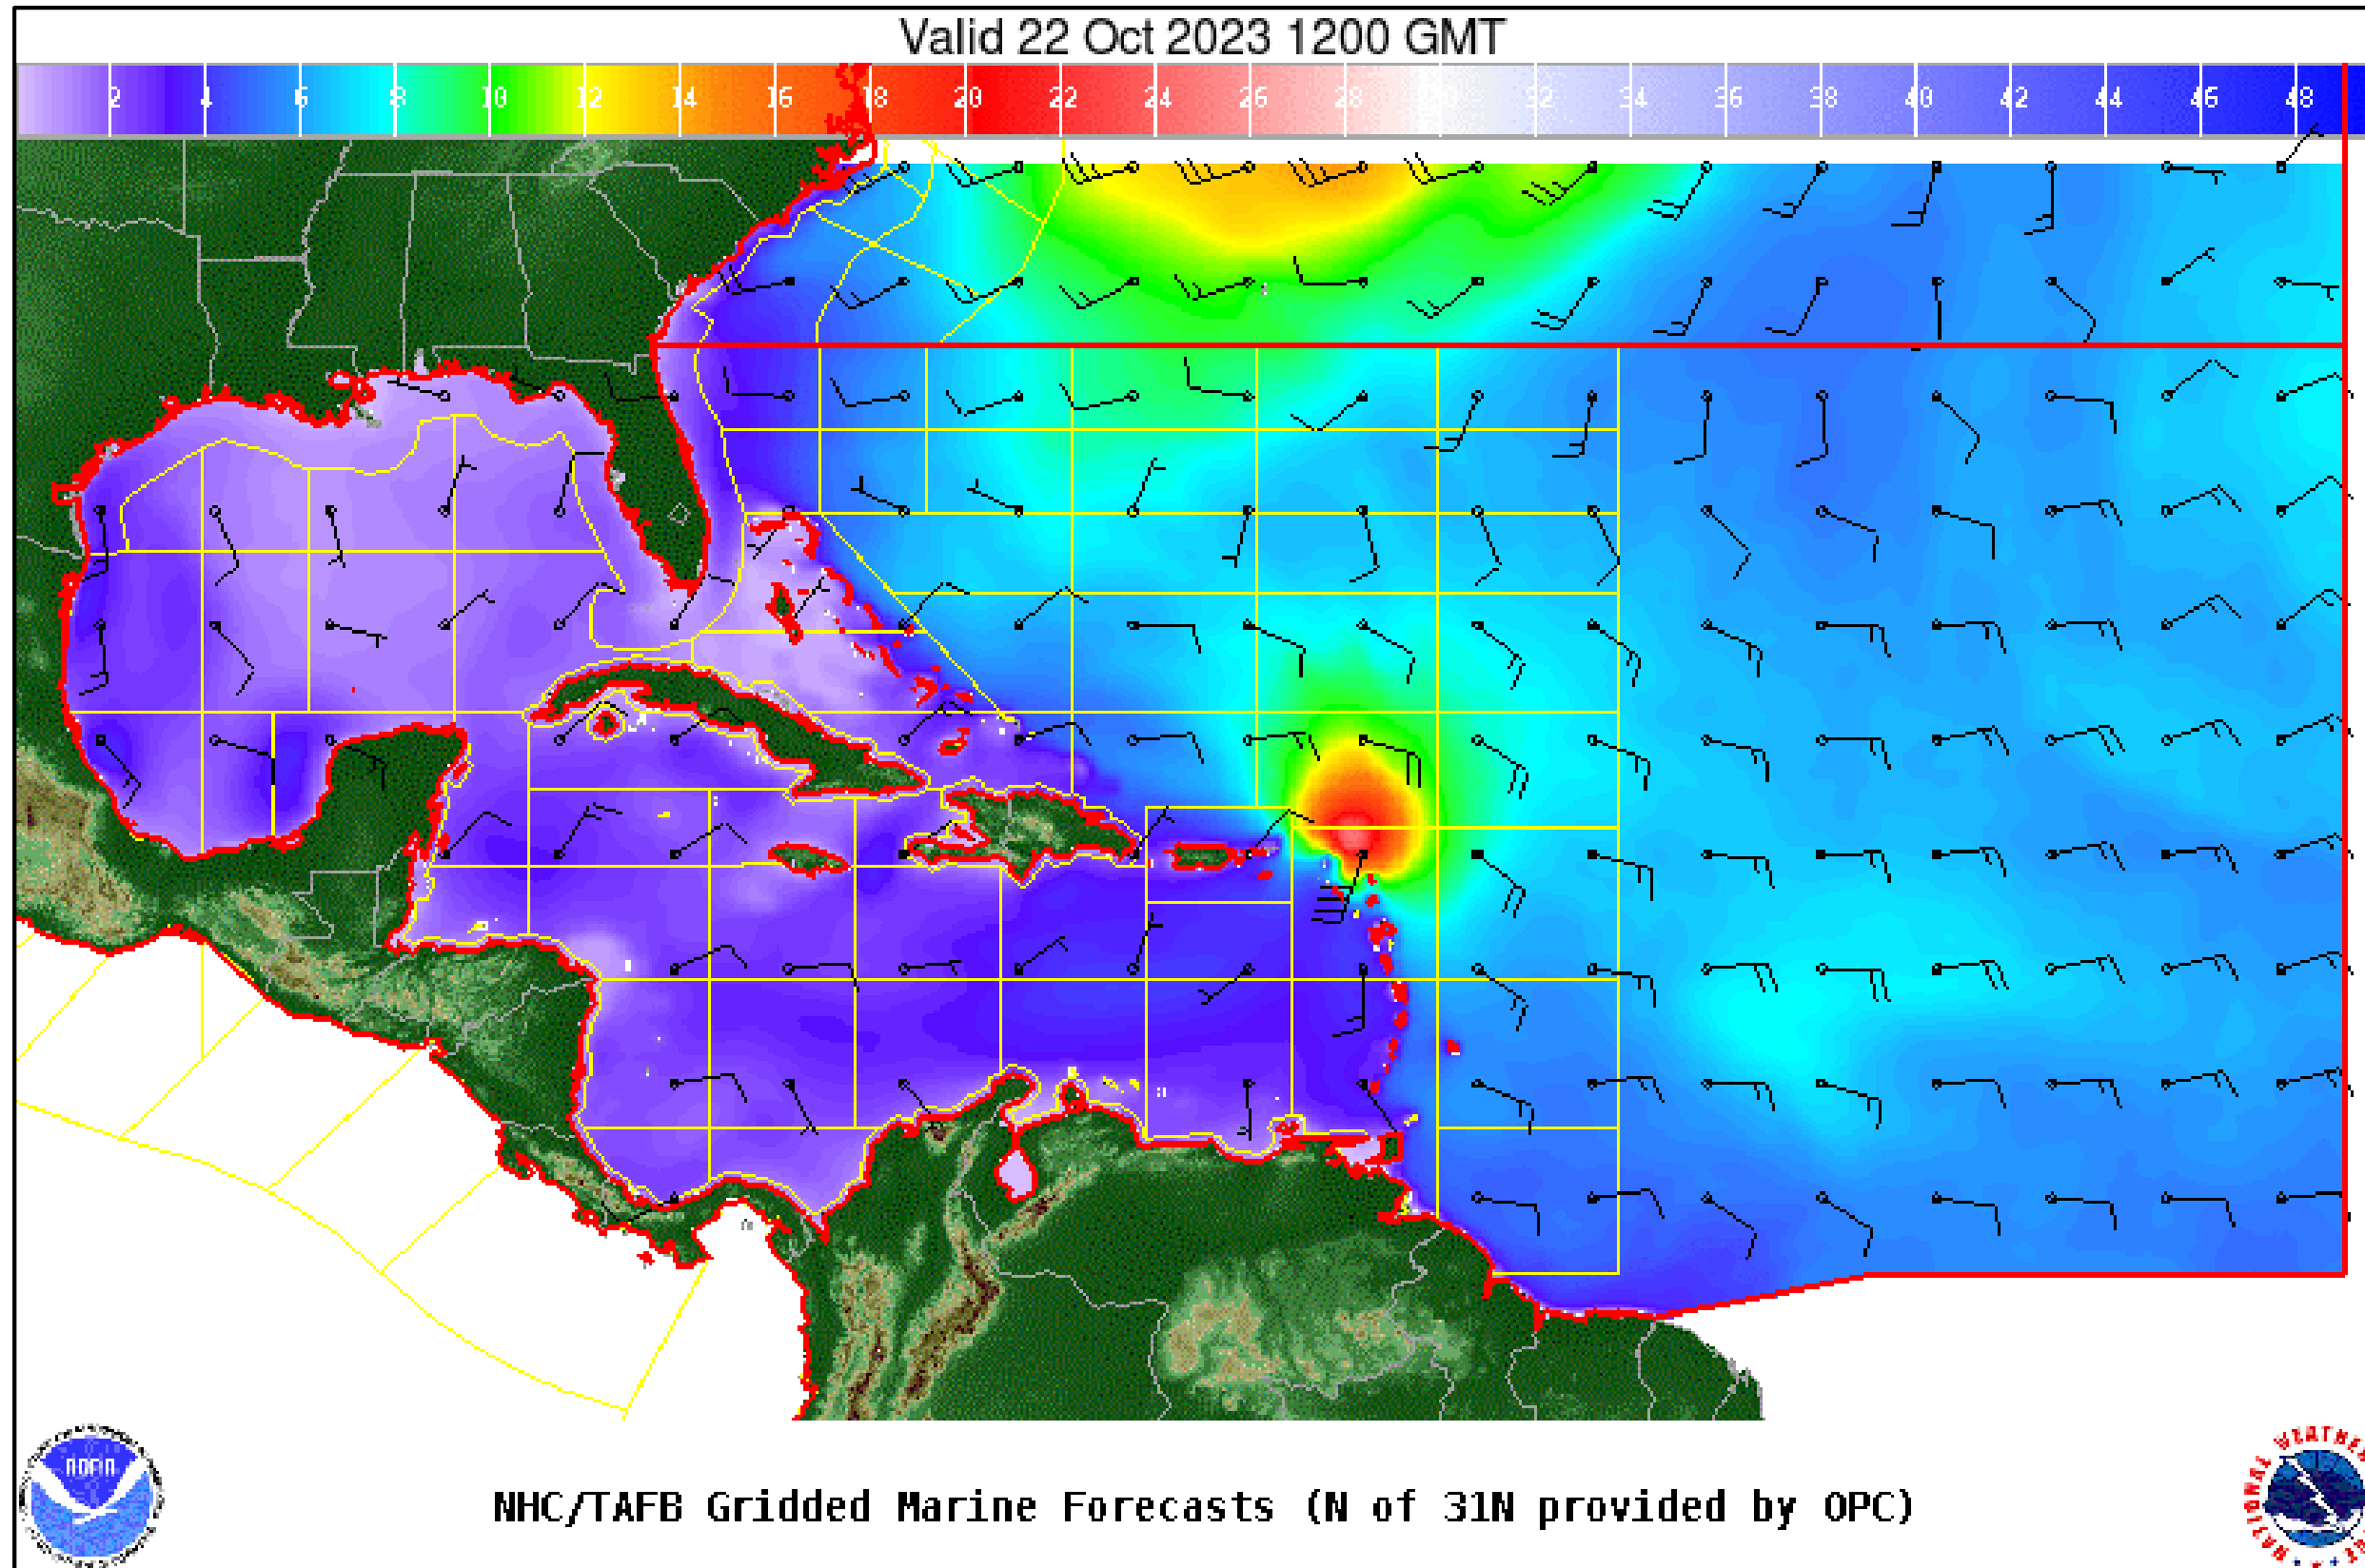 Valid 22 Oct 2023 1200 GMT
2 4 6 8 10 12 14 16 18 20 22 24 26 28 30 32 34 36 38 40 42 44 46 48
NHC/TAFB Gridded Marine Forecasts (N of 31N provided by OPC)